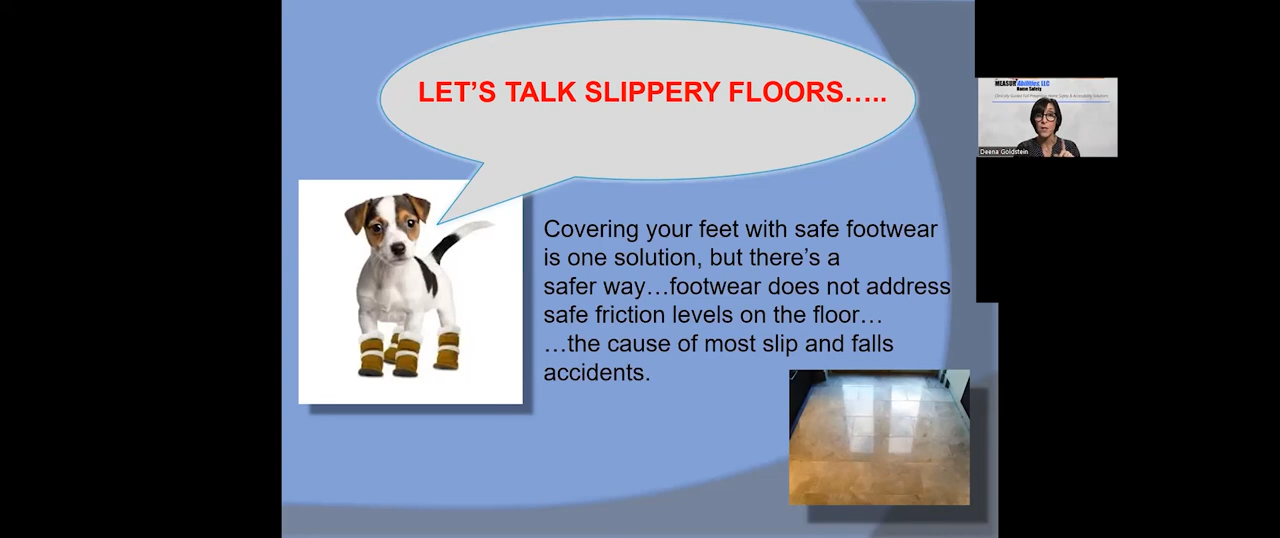 LET'S TALK SLIPPERY FLOORS.....
Covering your feet with safe footwear
is one solution, but there's a
safer way…footwear does not address
safe friction levels on the floor…
…the cause of most slip and falls
accidents.
MEASURAbilities, LLC
Home Safety
Deena Goldstein